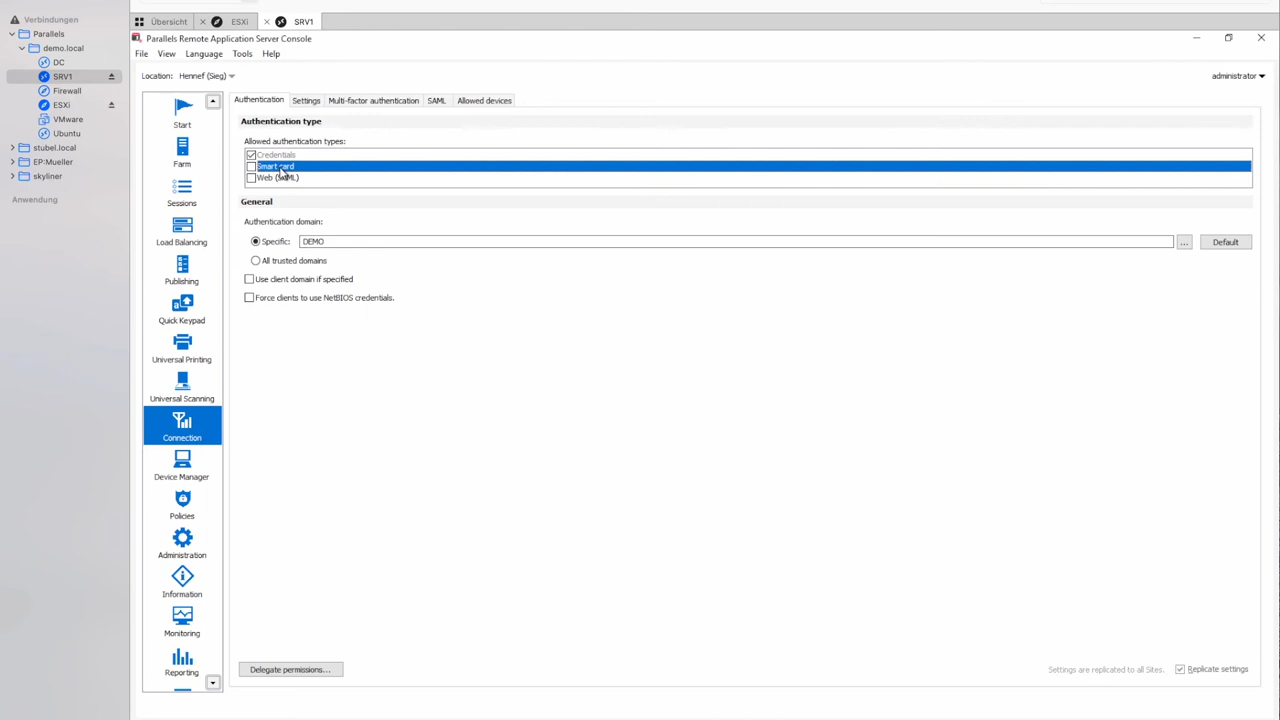 Verbindungen
Parallels
demo.local
DC
SRV1
Firewall
ESXi
VMware
Ubuntu
stubel.local
EP:Mueller
skyliner
Anwendung
Übersicht
ESXi
SRV1
Parallels Remote Application Server Console
File View Language Tools Help
Location: Hennef (Sieg)
administrator
Start
Farm
Sessions
Load Balancing
Publishing
Quick Keypad
Universal Printing
Universal Scanning
Connection
Device Manager
Policies
Administration
Information
Monitoring
Reporting
Authentication Settings Multi-factor authentication SAML Allowed devices
Authentication type
Allowed authentication types:
Credentials
Smart card
Web (SAML)
General
Authentication domain:
Specific: DEMO ... Default
All trusted domains
Use client domain if specified
Force clients to use NetBIOS credentials.
Delegate permissions...
Settings are replicated to all Sites. Replicate settings